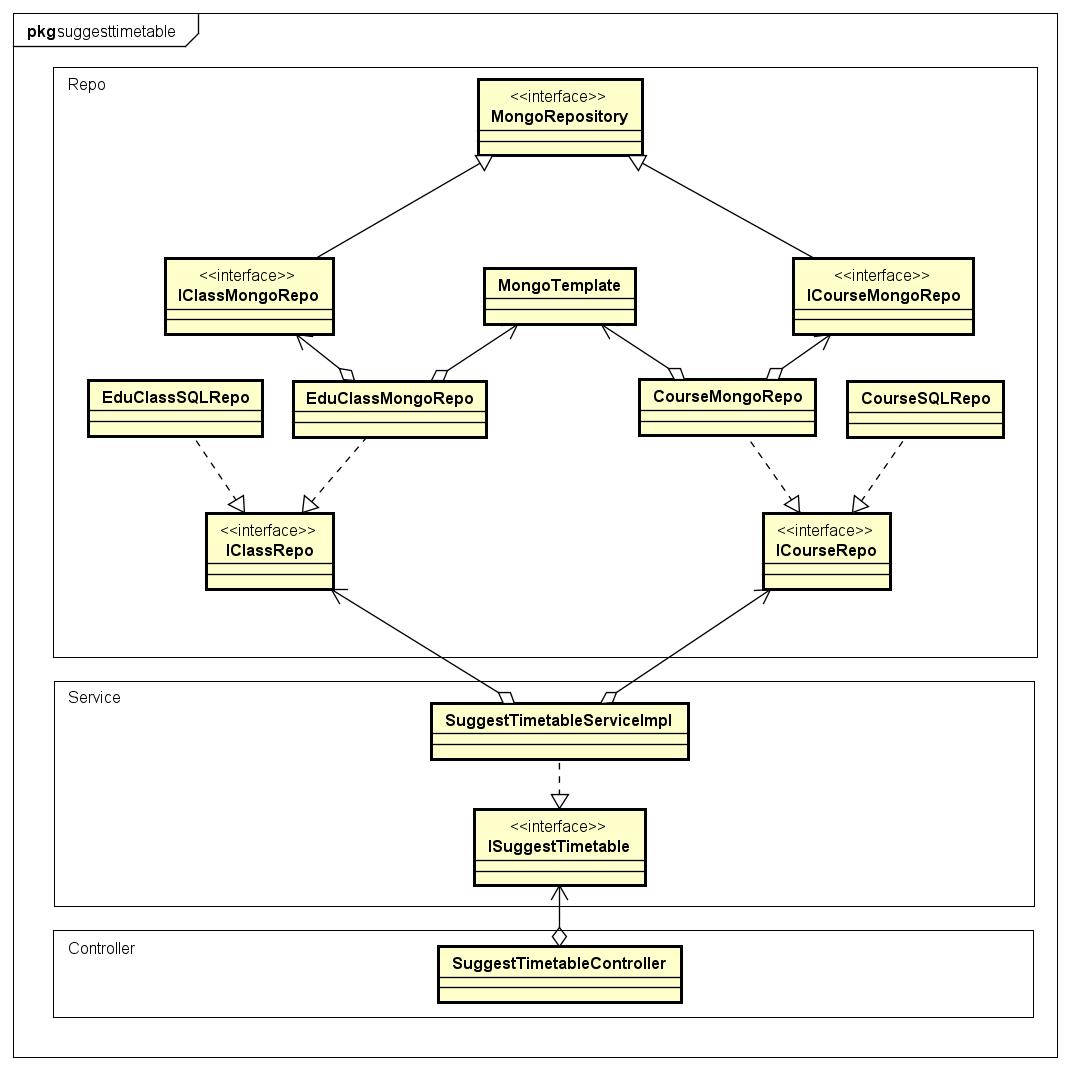 pkg suggesttimetable
Repo
<<interface>>
MongoRepository
<<interface>>
IClassMongoRepo
MongoTemplate
<<interface>>
ICourseMongoRepo
EduClassSQLRepo
EduClassMongoRepo
CourseMongoRepo
CourseSQLRepo
<<interface>>
IClassRepo
<<interface>>
ICourseRepo
Service
SuggestTimetableServiceImpl
<<interface>>
ISuggestTimetable
Controller
SuggestTimetableController